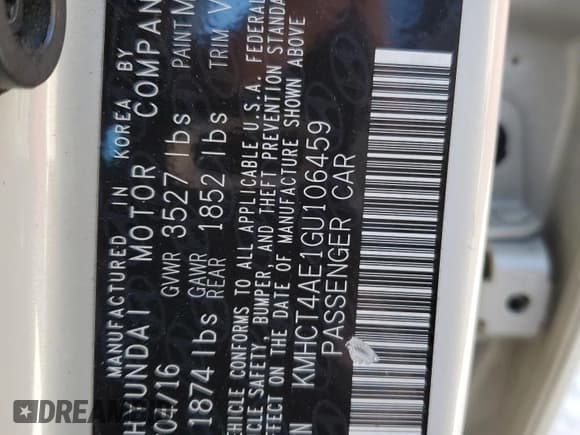 MANUFACTURED IN KOREA BY
HYUNDAI MOTOR COMPAN
04/16 GVWR 3527 lbs PAINT M
1874 lbs GAWR REAR 1852 lbs TRIM V
VEHICLE CONFORMS TO ALL APPLICABLE U.S.A. FEDERAL
ICLE SAFETY, BUMPER, AND THEFT PREVENTION STANDA
EFFECT ON THE DATE OF MANUFACTURE SHOWN ABOVE
IN KMHCT4AE1GU106459
PASSENGER CAR
DREAM